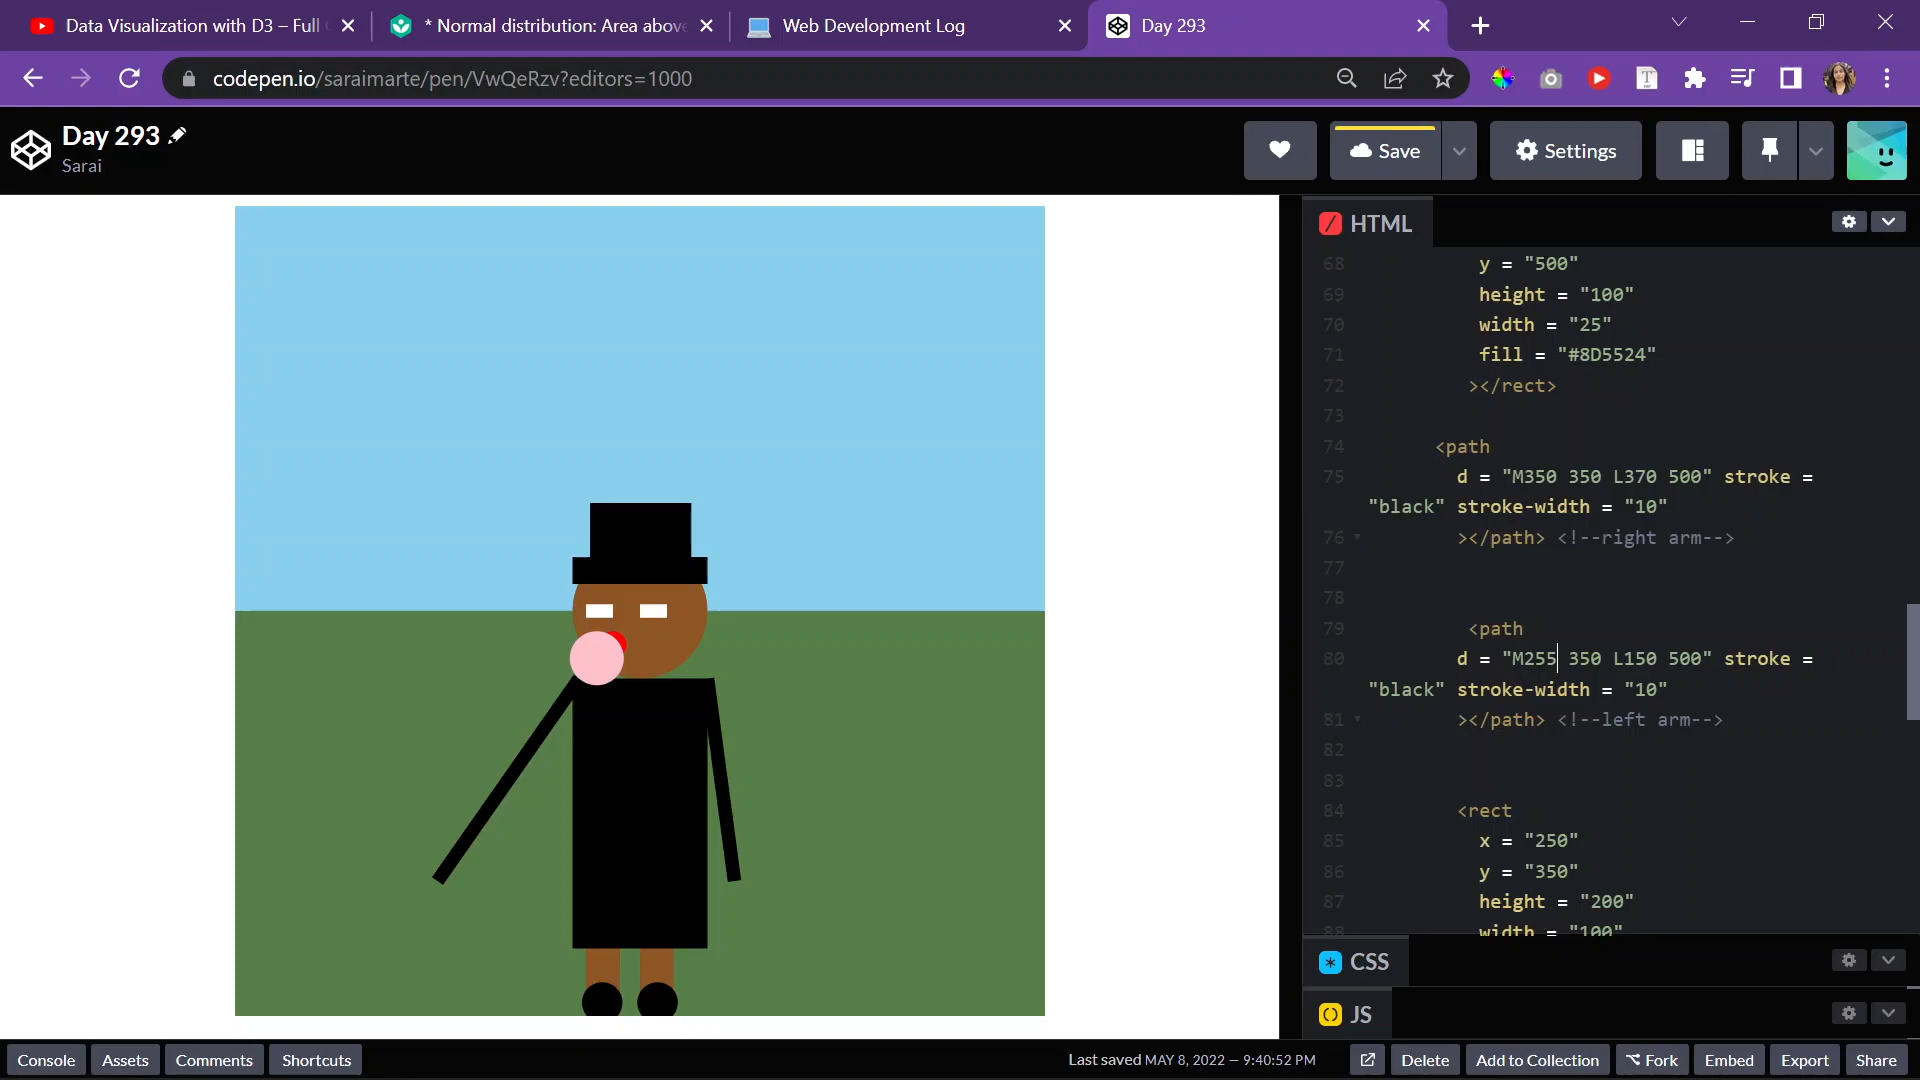 Data Visualization with D3 – Full
* Normal distribution: Area above
Web Development Log
Day 293
codepen.io/saraimarte/pen/VwQeRzv?editors=1000
Day 293
Sarai
Save
Settings
HTML
68 y = "500"
69 height = "100"
70 width = "25"
71 fill = "#8D5524"
72 ></rect>
73
74 <path
75 d = "M350 350 L370 500" stroke =
"black" stroke-width = "10"
76 ></path> <!--right arm-->
77
78
79 <path
80 d = "M255 350 L150 500" stroke =
"black" stroke-width = "10"
81 ></path> <!--left arm-->
82
83
84 <rect
85 x = "250"
86 y = "350"
87 height = "200"
88 width = "100"
CSS
JS
Console
Assets
Comments
Shortcuts
Last saved MAY 8, 2022 — 9:40:52 PM
Delete
Add to Collection
Fork
Embed
Export
Share